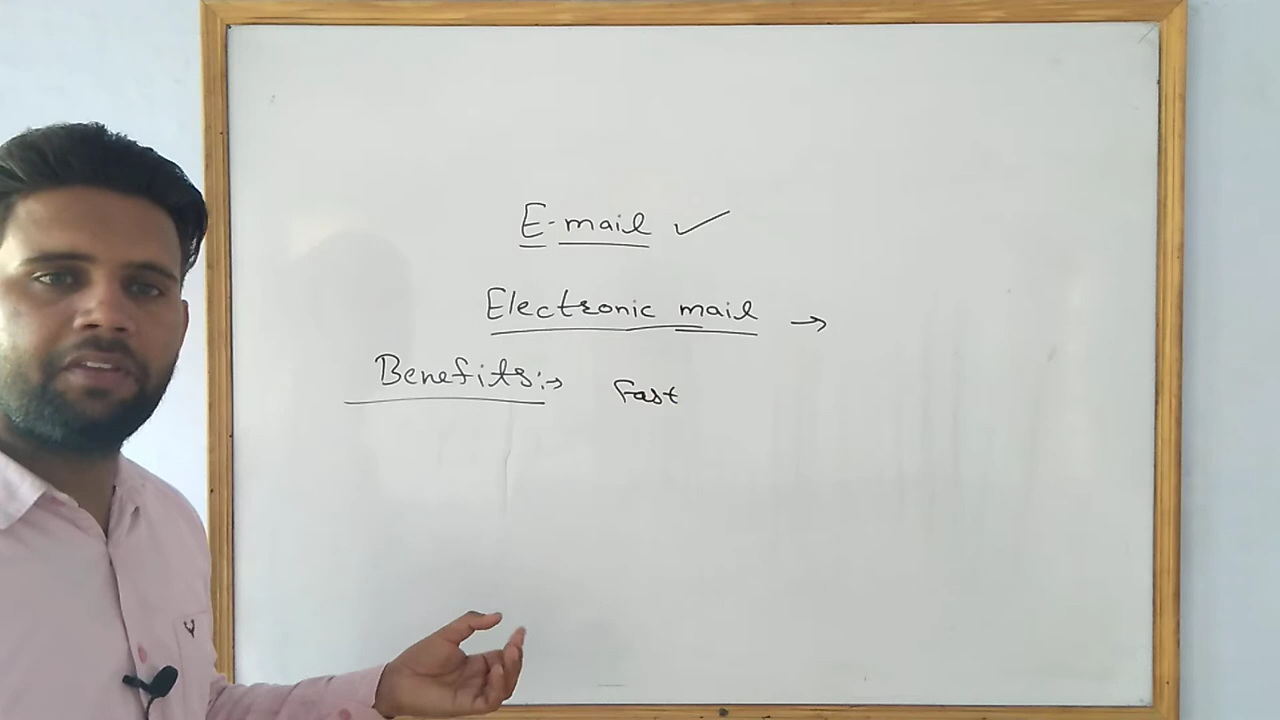 E-mail ✓
Electronic mail →
Benefits:→ Fast